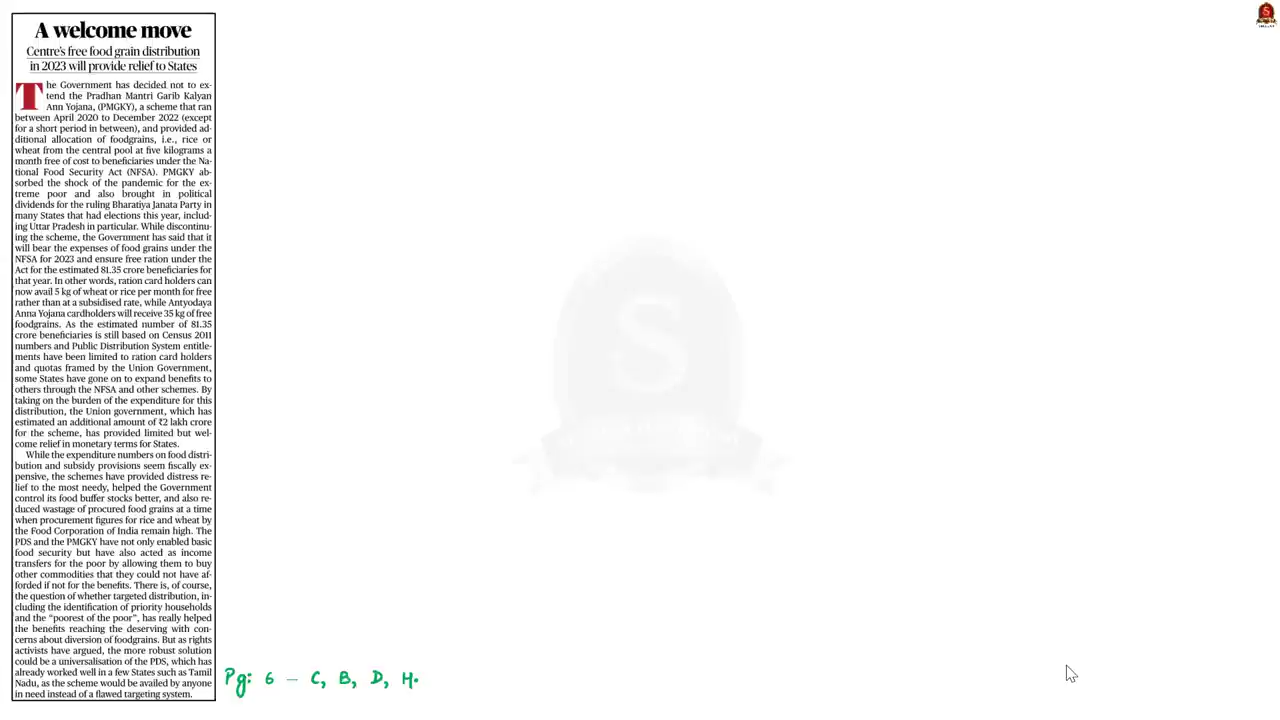 A welcome move
Centre's free food grain distribution
in 2023 will provide relief to States
The Government has decided not to ex-
tend the Pradhan Mantri Garib Kalyan
Ann Yojana, (PMGKY), a scheme that ran
between April 2020 to December 2022 (except
for a short period in between), and provided ad-
ditional allocation of foodgrains, i.e., rice or
wheat from the central pool at five kilograms a
month free of cost to beneficiaries under the Na-
tional Food Security Act (NFSA). PMGKY ab-
sorbed the shock of the pandemic for the ex-
treme poor and also brought in political
dividends for the ruling Bharatiya Janata Party in
many States that had elections this year, includ-
ing Uttar Pradesh in particular. While discontinu-
ing the scheme, the Government has said that it
will bear the expenses of food grains under the
NFSA for 2023 and ensure free ration under the
Act for the estimated 81.35 crore beneficiaries for
that year. In other words, ration card holders can
now avail 5 kg of wheat or rice per month for free
rather than at a subsidised rate, while Antyodaya
Anna Yojana cardholders will receive 35 kg of free
foodgrains. As the estimated number of 81.35
crore beneficiaries is still based on Census 2011
numbers and Public Distribution System entitle-
ments have been limited to ration card holders
and quotas framed by the Union Government,
some States have gone on to expand benefits to
others through the NFSA and other schemes. By
taking on the burden of the expenditure for this
distribution, the Union government, which has
estimated an additional amount of ₹2 lakh crore
for the scheme, has provided limited but wel-
come relief in monetary terms for States.
While the expenditure numbers on food distri-
bution and subsidy provisions seem fiscally ex-
pensive, the schemes have provided distress re-
lief to the most needy, helped the Government
control its food buffer stocks better, and also re-
duced wastage of procured food grains at a time
when procurement figures for rice and wheat by
the Food Corporation of India remain high. The
PDS and the PMGKY have not only enabled basic
food security but have also acted as income
transfers for the poor by allowing them to buy
other commodities that they could not have af-
forded if not for the benefits. There is, of course,
the question of whether targeted distribution, in-
cluding the identification of priority households
and the "poorest of the poor", has really helped
the benefits reaching the deserving with con-
cerns about diversion of foodgrains. But as rights
activists have argued, the more robust solution
could be a universalisation of the PDS, which has
already worked well in a few States such as Tamil
Nadu, as the scheme would be availed by anyone
in need instead of a flawed targeting system.
Pg: 6 – C, B, D, H.
S